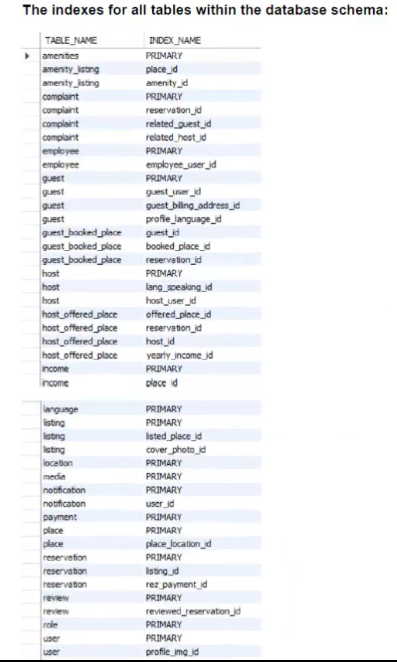 The indexes for all tables within the database schema:
TABLE_NAME INDEX_NAME
amenities PRIMARY
amenity_listing place_id
amenity_listing amenity_id
complaint PRIMARY
complaint reservation_id
complaint related_guest_id
complaint related_host_id
employee PRIMARY
employee employee_user_id
guest PRIMARY
guest guest_user_id
guest guest_billing_address_id
guest profile_language_id
guest_booked_place guest_id
guest_booked_place booked_place_id
guest_booked_place reservation_id
host PRIMARY
host lang_speaking_id
host host_user_id
host_offered_place offered_place_id
host_offered_place reservation_id
host_offered_place host_id
host_offered_place yearly_income_id
income PRIMARY
income place_id
language PRIMARY
listing PRIMARY
listing listed_place_id
listing cover_photo_id
location PRIMARY
media PRIMARY
notification PRIMARY
notification user_id
payment PRIMARY
place PRIMARY
place place_location_id
reservation PRIMARY
reservation listing_id
reservation rez_payment_id
review PRIMARY
review reviewed_reservation_id
role PRIMARY
user PRIMARY
user profile_img_id